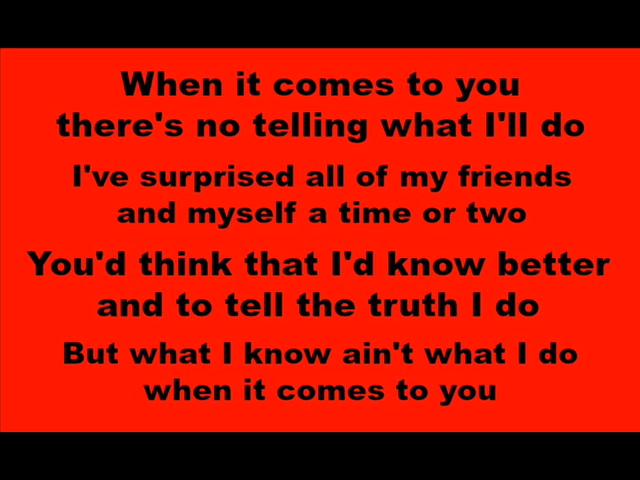 When it comes to you
there's no telling what I'll do
I've surprised all of my friends
and myself a time or two
You'd think that I'd know better
and to tell the truth I do
But what I know ain't what I do
when it comes to you